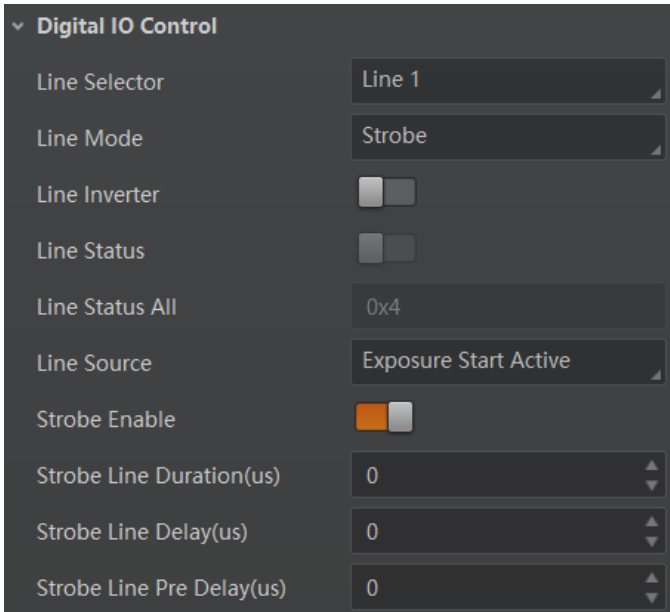 Digital IO Control
Line Selector Line 1
Line Mode Strobe
Line Inverter
Line Status
Line Status All 0x4
Line Source Exposure Start Active
Strobe Enable
Strobe Line Duration(us) 0
Strobe Line Delay(us) 0
Strobe Line Pre Delay(us) 0